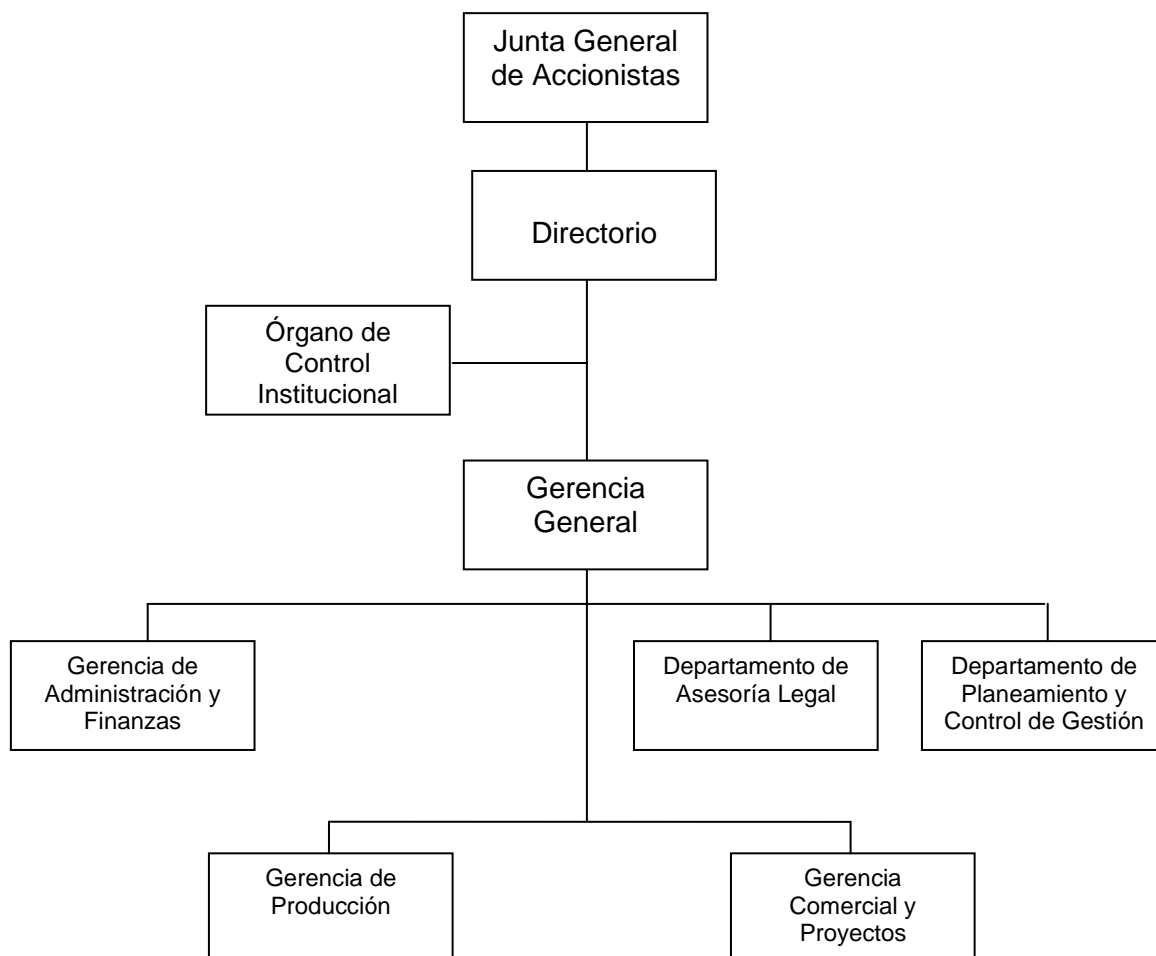 Junta General
de Accionistas
Directorio
Órgano de
Control
Institucional
Gerencia
General
Gerencia de
Administración y
Finanzas
Departamento de
Asesoría Legal
Departamento de
Planeamiento y
Control de Gestión
Gerencia de
Producción
Gerencia
Comercial y
Proyectos